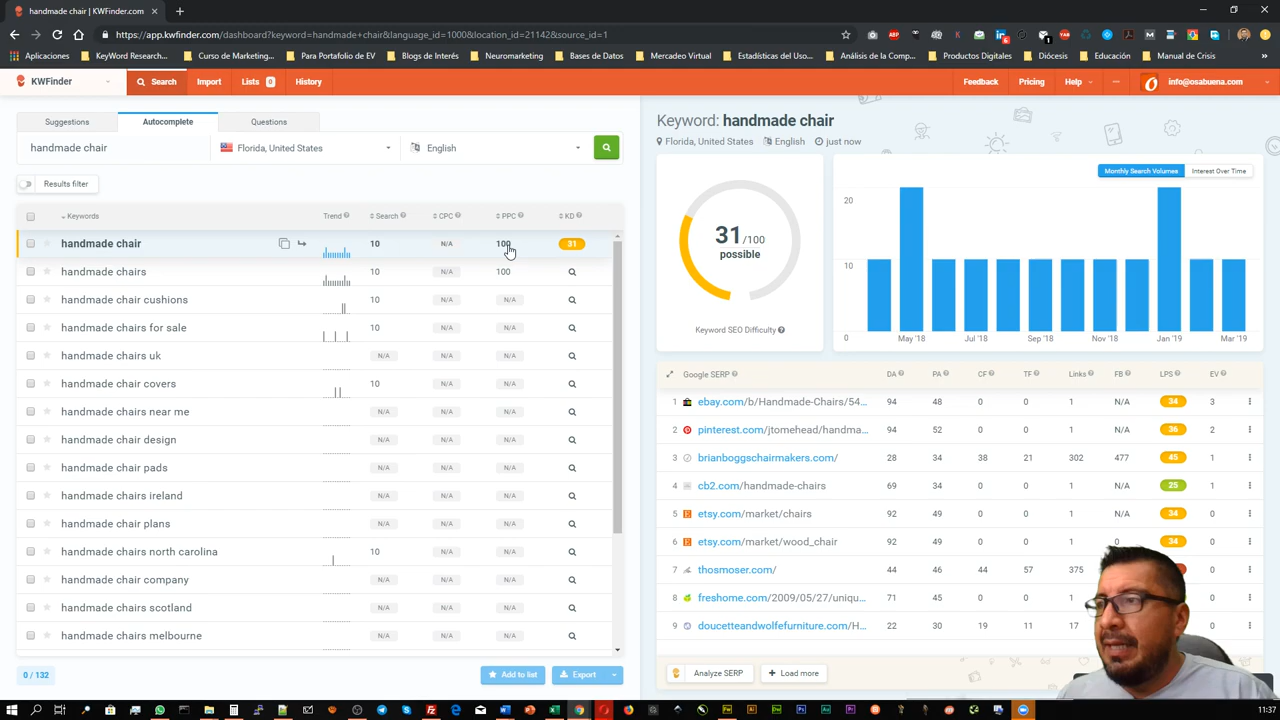 handmade chair | KWFinder.com
https://app.kwfinder.com/dashboard?keyword=handmade+chair&language_id=1000&location_id=21142&source_id=1
Aplicaciones KeyWord Research... Curso de Marketing... Para Portafolio de EV Blogs de Interés Neuromarketing Bases de Datos Mercadeo Virtual Estadísticas del Uso... Análisis de la Comp... Productos Digitales Diócesis Educación Manual de Crisis »
KWFinder Search Import Lists 0 History Feedback Pricing Help info@osabuena.com
Suggestions Autocomplete Questions
handmade chair Florida, United States English
Results filter
Keywords Trend Search CPC PPC KD
handmade chair 10 N/A 100 31
handmade chairs 10 N/A 100
handmade chair cushions 10 N/A N/A
handmade chairs for sale 10 N/A N/A
handmade chairs uk N/A N/A N/A
handmade chair covers 10 N/A N/A
handmade chairs near me N/A N/A N/A
handmade chair design N/A N/A N/A
handmade chair pads N/A N/A N/A
handmade chairs ireland N/A N/A N/A
handmade chair plans N/A N/A N/A
handmade chairs north carolina 10 N/A N/A
handmade chair company N/A N/A N/A
handmade chairs scotland N/A N/A N/A
handmade chairs melbourne N/A N/A N/A
0 / 132 Add to list Export
Keyword: handmade chair
Florida, United States English just now
31/100
possible
Keyword SEO Difficulty
Monthly Search Volumes Interest Over Time
20
10
0
May '18 Jul '18 Sep '18 Nov '18 Jan '19 Mar '19
Google SERP DA PA CF TF Links FB LPS EV
1 ebay.com/b/Handmade-Chairs/54... 94 48 0 0 1 N/A 34 3
2 pinterest.com/jtomehead/handma... 94 52 0 0 1 N/A 36 2
3 brianboggschairmakers.com/ 28 34 38 21 302 477 45 1
4 cb2.com/handmade-chairs 69 34 0 0 1 N/A 25 1
5 etsy.com/market/chairs 92 49 0 0 1 N/A 34 0
6 etsy.com/market/wood_chair 92 49 0 0 1 0 34 0
7 thosmoser.com/ 44 46 44 57 375 0
8 freshome.com/2009/05/27/uniqu... 71 45 0 0 1 0
9 doucetteandwolfefurniture.com/H... 22 30 19 11 17 0
Analyze SERP Load more
11:37